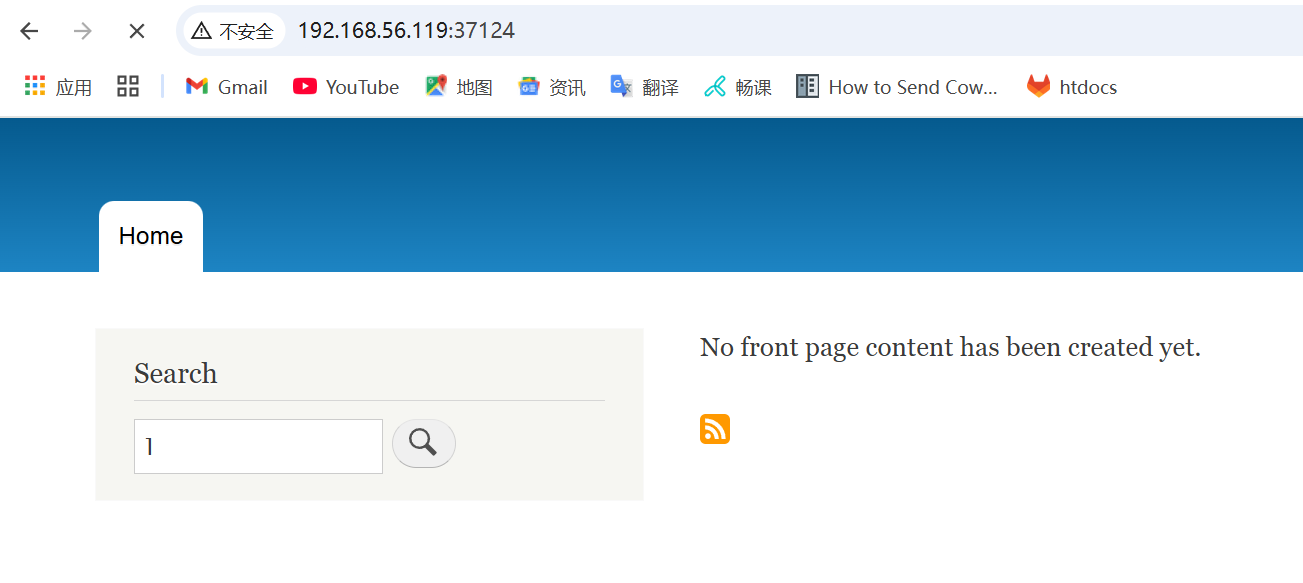 不安全 192.168.56.119:37124
应用 Gmail YouTube 地图 资讯 翻译 畅课 How to Send Cow... htdocs
Home
Search
No front page content has been created yet.
1